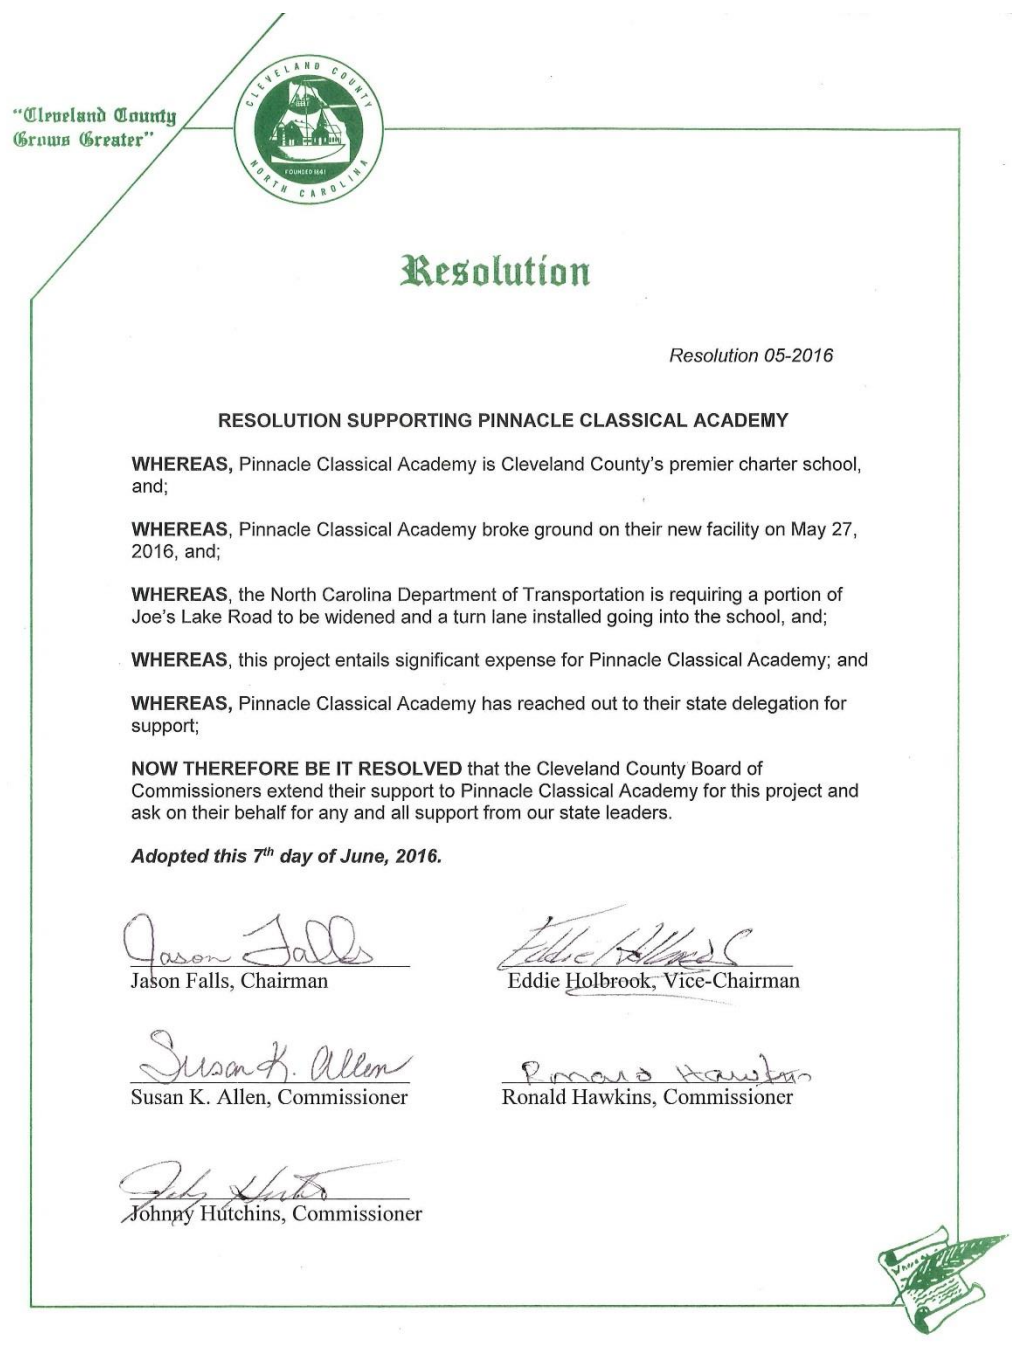 "Cleveland County
Grows Greater"
CLEVELAND COUNTY
FOUNDED 1841
NORTH CAROLINA
Resolution
Resolution 05-2016
RESOLUTION SUPPORTING PINNACLE CLASSICAL ACADEMY
WHEREAS, Pinnacle Classical Academy is Cleveland County's premier charter school,
and;
WHEREAS, Pinnacle Classical Academy broke ground on their new facility on May 27,
2016, and;
WHEREAS, the North Carolina Department of Transportation is requiring a portion of
Joe's Lake Road to be widened and a turn lane installed going into the school, and;
WHEREAS, this project entails significant expense for Pinnacle Classical Academy; and
WHEREAS, Pinnacle Classical Academy has reached out to their state delegation for
support;
NOW THEREFORE BE IT RESOLVED that the Cleveland County Board of
Commissioners extend their support to Pinnacle Classical Academy for this project and
ask on their behalf for any and all support from our state leaders.
Adopted this 7th day of June, 2016.
Jason Falls Eddie Holbrook
Jason Falls, Chairman Eddie Holbrook, Vice-Chairman
Susan K. Allen Ronald Hawkins
Susan K. Allen, Commissioner Ronald Hawkins, Commissioner
Johnny Hutchins, Commissioner
Whereas